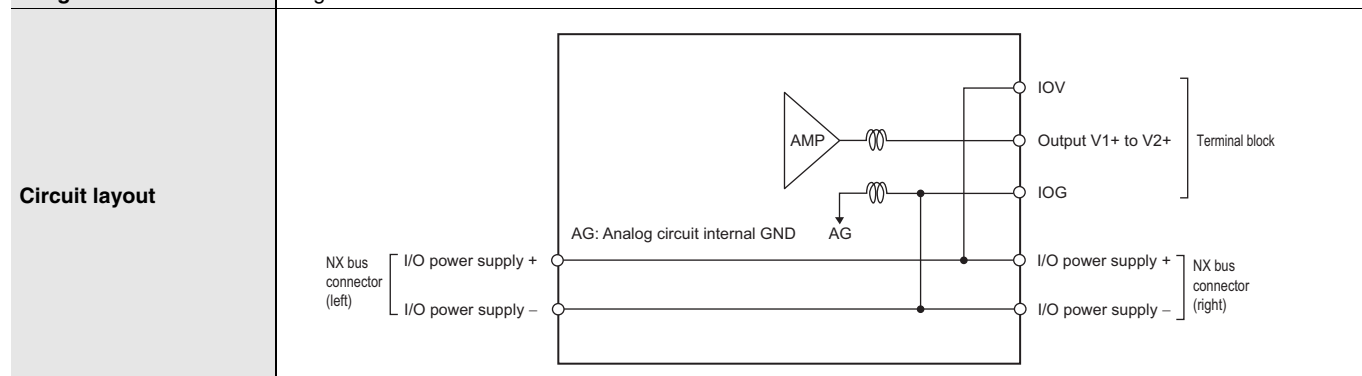 Circuit layout
IOV
AMP
Output V1+ to V2+
Terminal block
IOG
AG: Analog circuit internal GND
AG
NX bus
connector
(left)
I/O power supply +
I/O power supply –
I/O power supply +
I/O power supply –
NX bus
connector
(right)